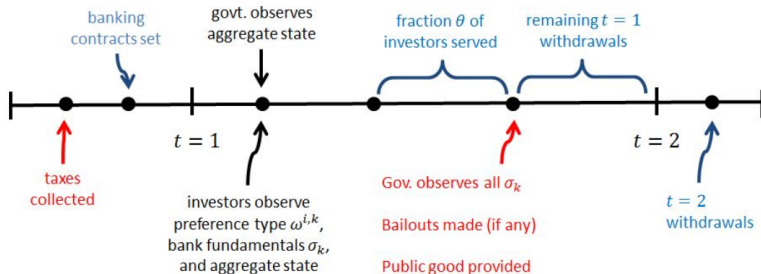 banking
contracts set
govt. observes
aggregate state
fraction θ of
investors served
remaining t = 1
withdrawals
t = 1
t = 2
taxes
collected
investors observe
preference type ω^{i,k},
bank fundamentals σ_k,
and aggregate state
Gov. observes all σ_k
Bailouts made (if any)
Public good provided
t = 2
withdrawals